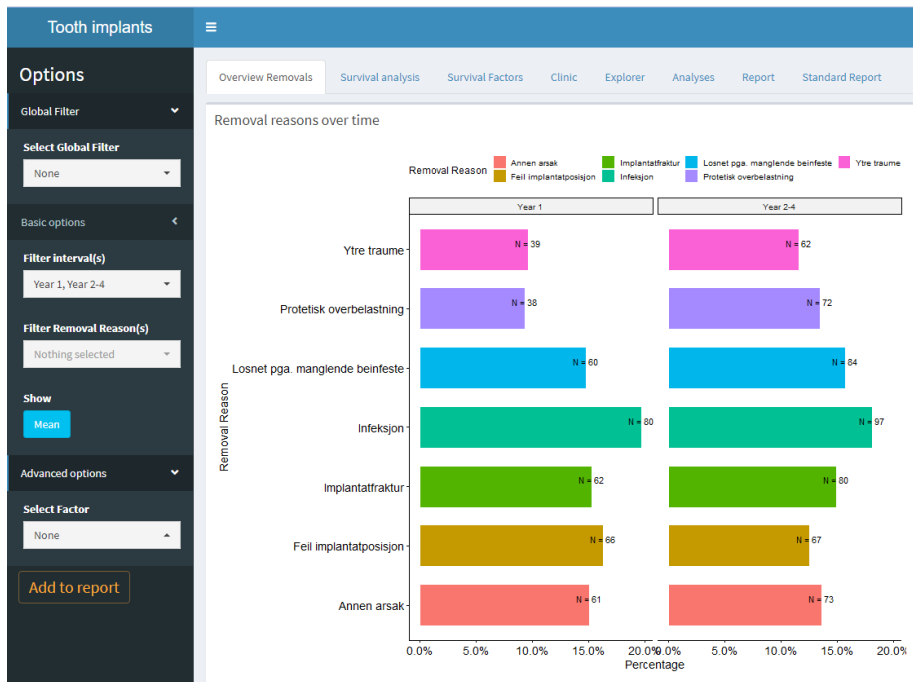 Tooth implants
Options
Global Filter
Select Global Filter
None
Basic options
Filter interval(s)
Year 1, Year 2-4
Filter Removal Reason(s)
Nothing selected
Show
Mean
Advanced options
Select Factor
None
Add to report
Overview Removals Survival analysis Survival Factors Clinic Explorer Analyses Report Standard Report
Removal reasons over time
Removal Reason
Annen arsak Implantatfraktur Losnet pga. manglende beinfeste Ytre traume
Feil implantatposisjon Infeksjon Protetisk overbelastning
Year 1 Year 2-4
Ytre traume N = 39 N = 62
Protetisk overbelastning N = 38 N = 72
Losnet pga. manglende beinfeste N = 60 N = 84
Infeksjon N = 80 N = 97
Implantatfraktur N = 62 N = 80
Feil implantatposisjon N = 66 N = 67
Annen arsak N = 61 N = 73
Removal Reason
0.0% 5.0% 10.0% 15.0% 20.0% 0.0% 5.0% 10.0% 15.0% 20.0%
Percentage